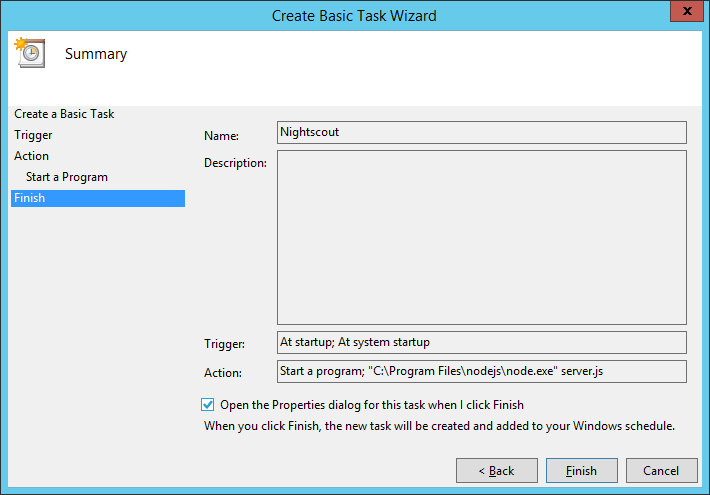 Create Basic Task Wizard
x
Summary
Create a Basic Task
Trigger
Action
Start a Program
Finish
Name:
Nightscout
Description:
Trigger:
At startup; At system startup
Action:
Start a program; "C:\Program Files\nodejs\node.exe" server.js
Open the Properties dialog for this task when I click Finish
When you click Finish, the new task will be created and added to your Windows schedule.
< Back
Finish
Cancel